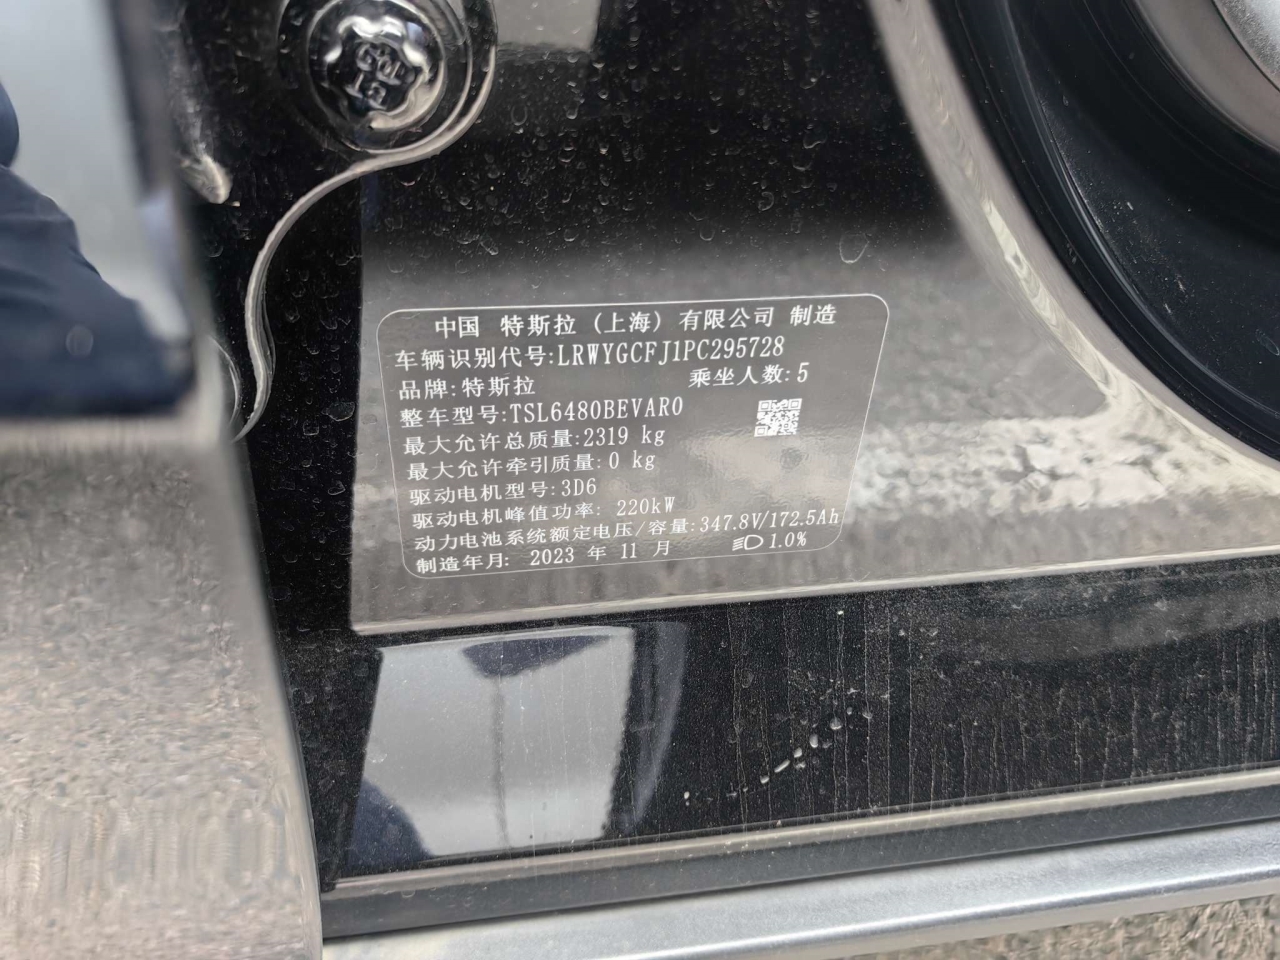 中国 特斯拉 (上海) 有限公司 制造
车辆识别代号:LRWYGCFJ1PC295728
品牌:特斯拉 乘坐人数:5
整车型号:TSL6480BEVAR0
最大允许总质量:2319 kg
最大允许牵引质量:0 kg
驱动电机型号:3D6
驱动电机峰值功率: 220kW
动力电池系统额定电压/容量:347.8V/172.5Ah
制造年月: 2023 年 11 月 1.0%